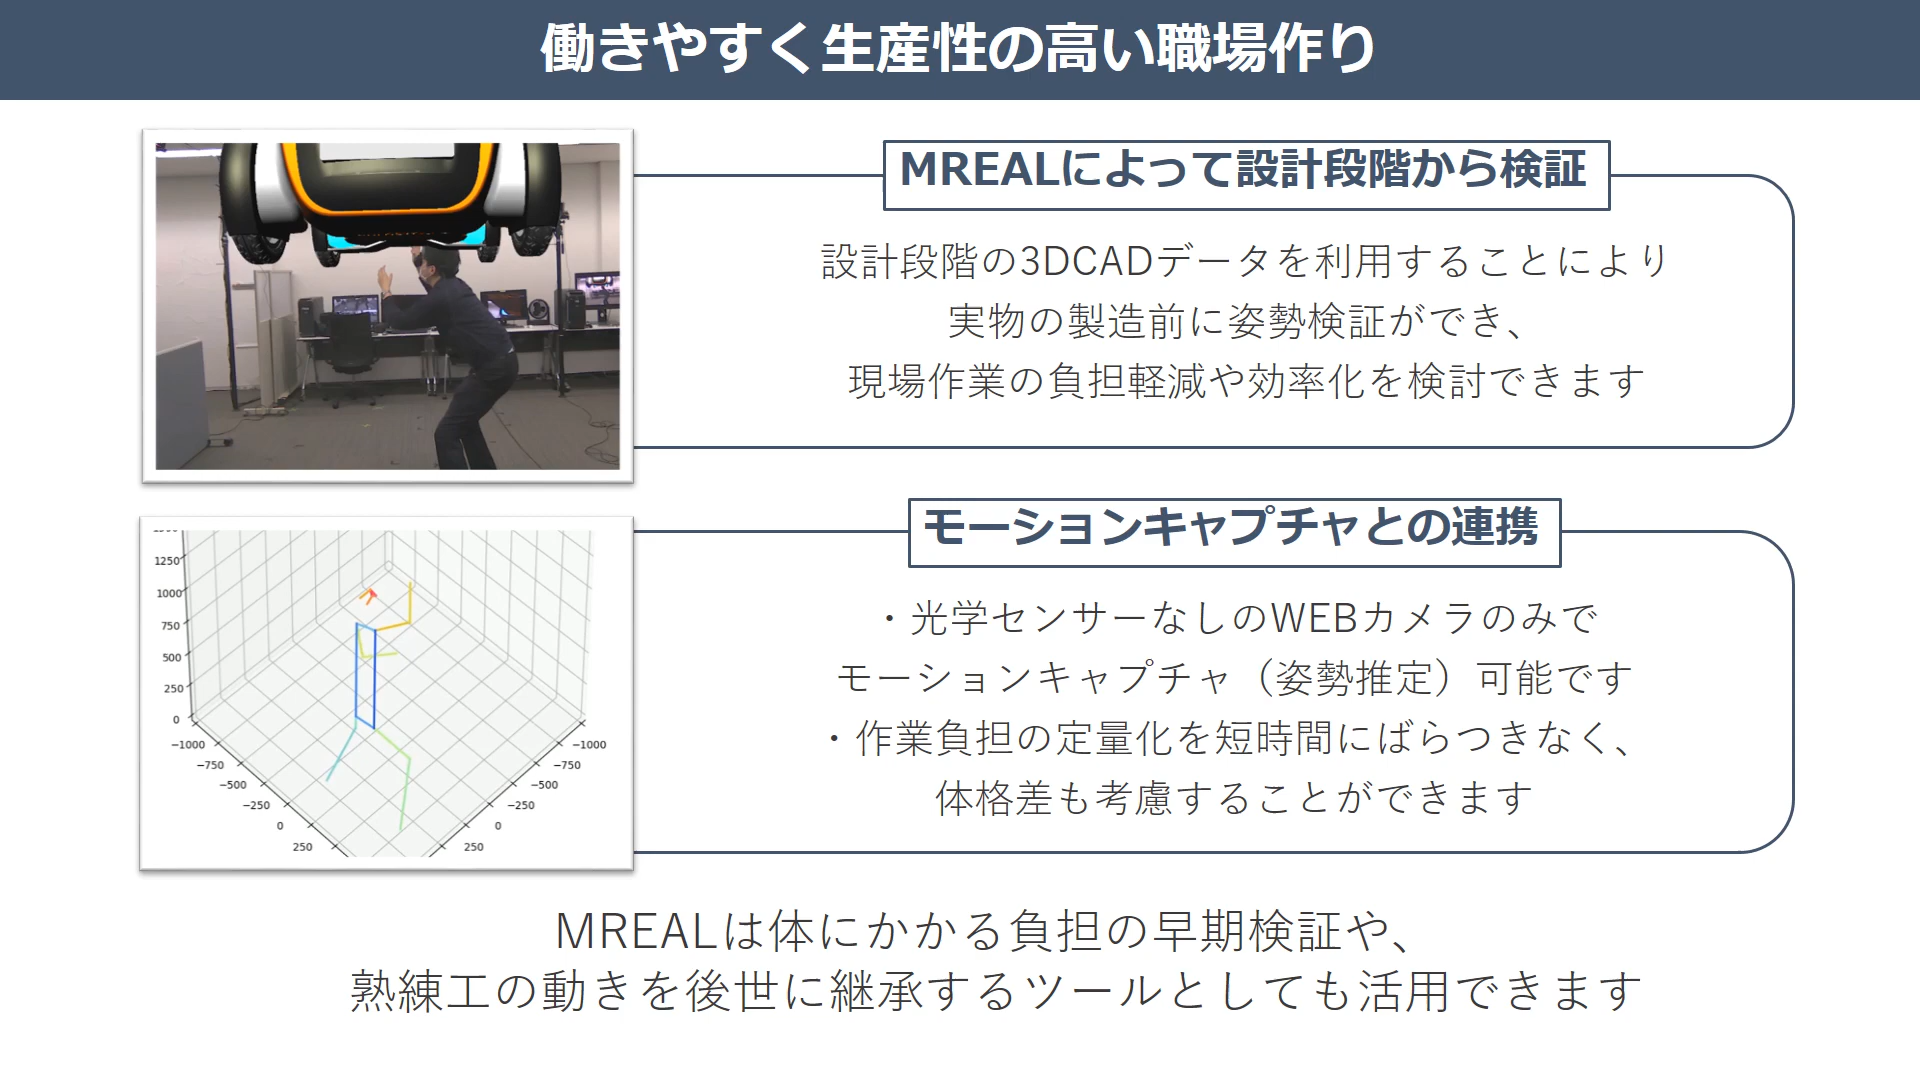 働きやすく生産性の高い職場作り
MREALによって設計段階から検証
設計段階の3DCADデータを利用することにより
実物の製造前に姿勢検証ができ、
現場作業の負担軽減や効率化を検討できます
モーションキャプチャとの連携
・光学センサーなしのWEBカメラのみで
モーションキャプチャ（姿勢推定）可能です
・作業負担の定量化を短時間にばらつきなく、
体格差も考慮することができます
1250
1000
750
500
250
0
−1000
−750
−500
−250
0
250
−1000
−750
−500
−250
0
250
MREALは体にかかる負担の早期検証や、
熟練工の動きを後世に継承するツールとしても活用できます